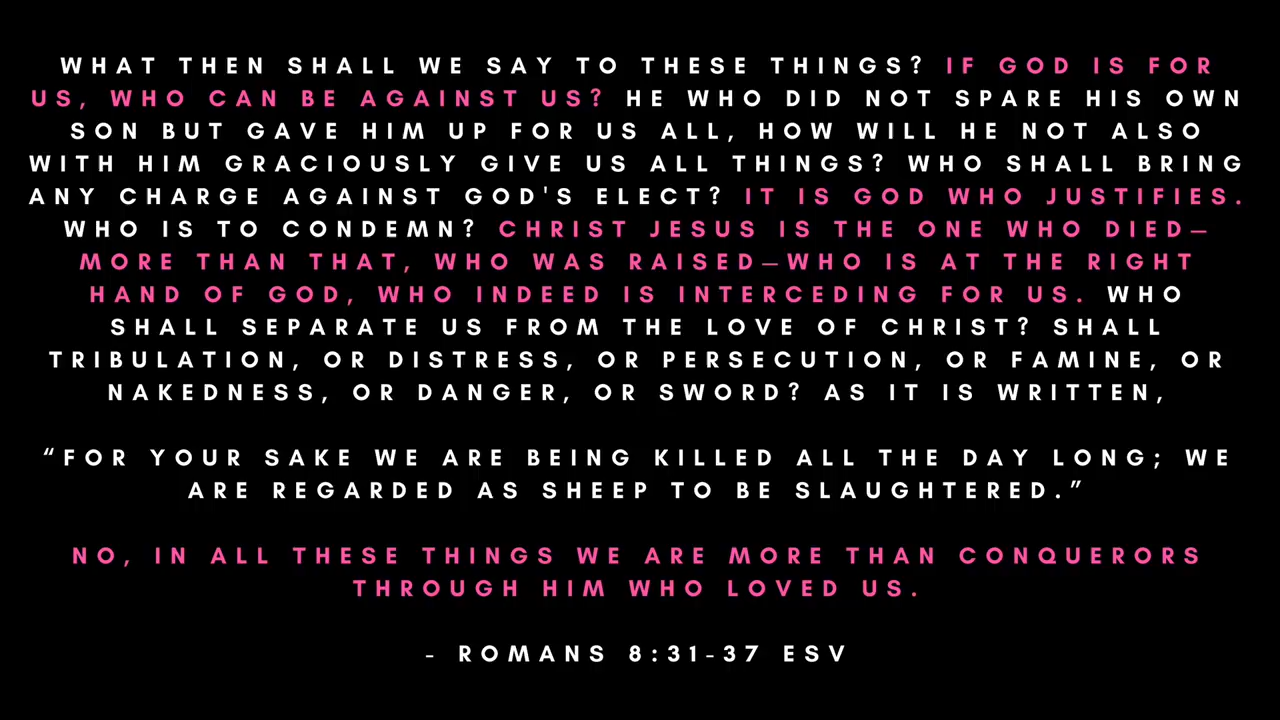 WHAT THEN SHALL WE SAY TO THESE THINGS? IF GOD IS FOR
US, WHO CAN BE AGAINST US? HE WHO DID NOT SPARE HIS OWN
SON BUT GAVE HIM UP FOR US ALL, HOW WILL HE NOT ALSO
WITH HIM GRACIOUSLY GIVE US ALL THINGS? WHO SHALL BRING
ANY CHARGE AGAINST GOD'S ELECT? IT IS GOD WHO JUSTIFIES.
WHO IS TO CONDEMN? CHRIST JESUS IS THE ONE WHO DIED—
MORE THAN THAT, WHO WAS RAISED—WHO IS AT THE RIGHT
HAND OF GOD, WHO INDEED IS INTERCEDING FOR US. WHO
SHALL SEPARATE US FROM THE LOVE OF CHRIST? SHALL
TRIBULATION, OR DISTRESS, OR PERSECUTION, OR FAMINE, OR
NAKEDNESS, OR DANGER, OR SWORD? AS IT IS WRITTEN,
“FOR YOUR SAKE WE ARE BEING KILLED ALL THE DAY LONG; WE
ARE REGARDED AS SHEEP TO BE SLAUGHTERED.”
NO, IN ALL THESE THINGS WE ARE MORE THAN CONQUERORS
THROUGH HIM WHO LOVED US.
- ROMANS 8:31-37 ESV